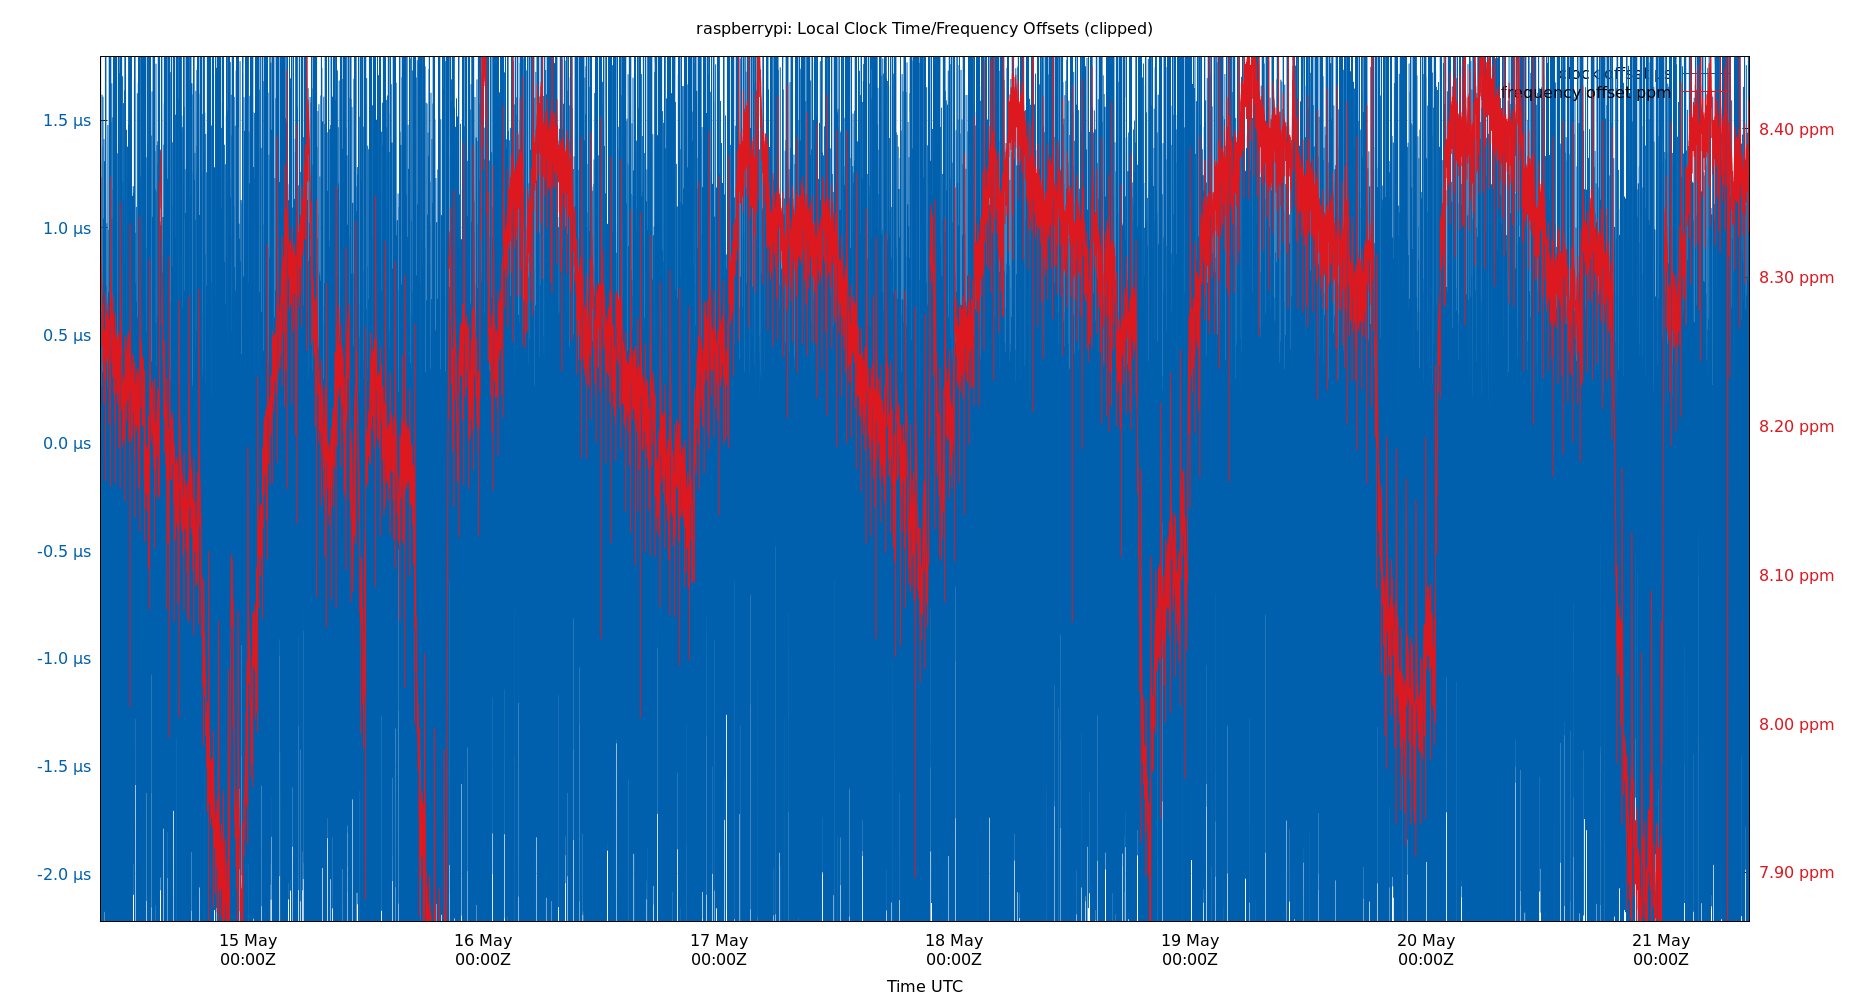 raspberrypi: Local Clock Time/Frequency Offsets (clipped)
clock offset µs
frequency offset ppm
1.5 µs
1.0 µs
0.5 µs
0.0 µs
-0.5 µs
-1.0 µs
-1.5 µs
-2.0 µs
8.40 ppm
8.30 ppm
8.20 ppm
8.10 ppm
8.00 ppm
7.90 ppm
15 May 16 May 17 May 18 May 19 May 20 May 21 May
00:00Z 00:00Z 00:00Z 00:00Z 00:00Z 00:00Z 00:00Z
Time UTC